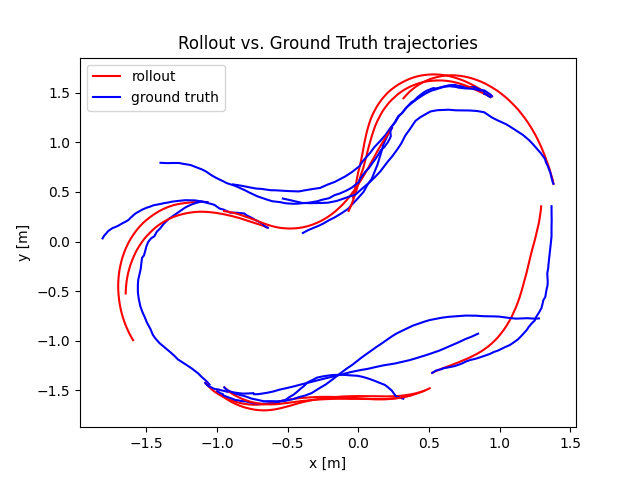 Rollout vs. Ground Truth trajectories
rollout
ground truth
1.5
1.0
0.5
0.0
−0.5
−1.0
−1.5
y [m]
−1.5 −1.0 −0.5 0.0 0.5 1.0 1.5
x [m]